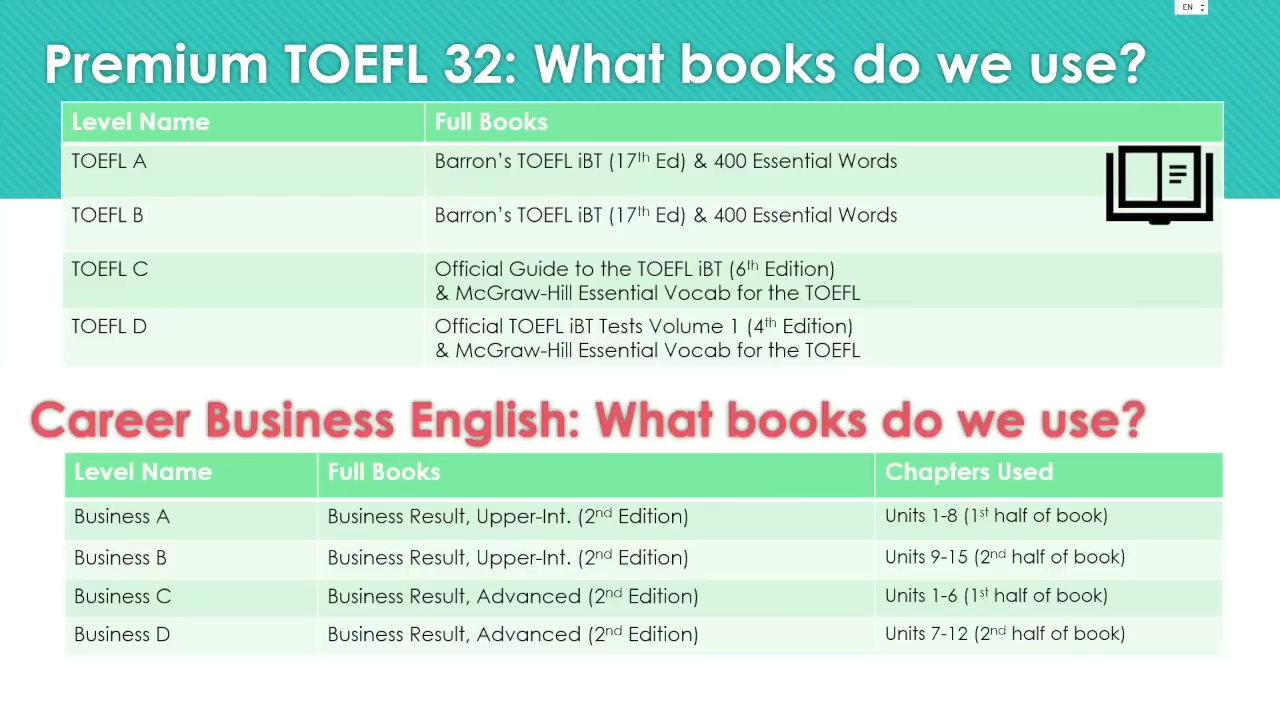 EN
Premium TOEFL 32: What books do we use?
Level Name Full Books
TOEFL A Barron’s TOEFL iBT (17th Ed) & 400 Essential Words
TOEFL B Barron’s TOEFL iBT (17th Ed) & 400 Essential Words
TOEFL C Official Guide to the TOEFL iBT (6th Edition)
& McGraw-Hill Essential Vocab for the TOEFL
TOEFL D Official TOEFL iBT Tests Volume 1 (4th Edition)
& McGraw-Hill Essential Vocab for the TOEFL
Career Business English: What books do we use?
Level Name Full Books Chapters Used
Business A Business Result, Upper-Int. (2nd Edition) Units 1-8 (1st half of book)
Business B Business Result, Upper-Int. (2nd Edition) Units 9-15 (2nd half of book)
Business C Business Result, Advanced (2nd Edition) Units 1-6 (1st half of book)
Business D Business Result, Advanced (2nd Edition) Units 7-12 (2nd half of book)